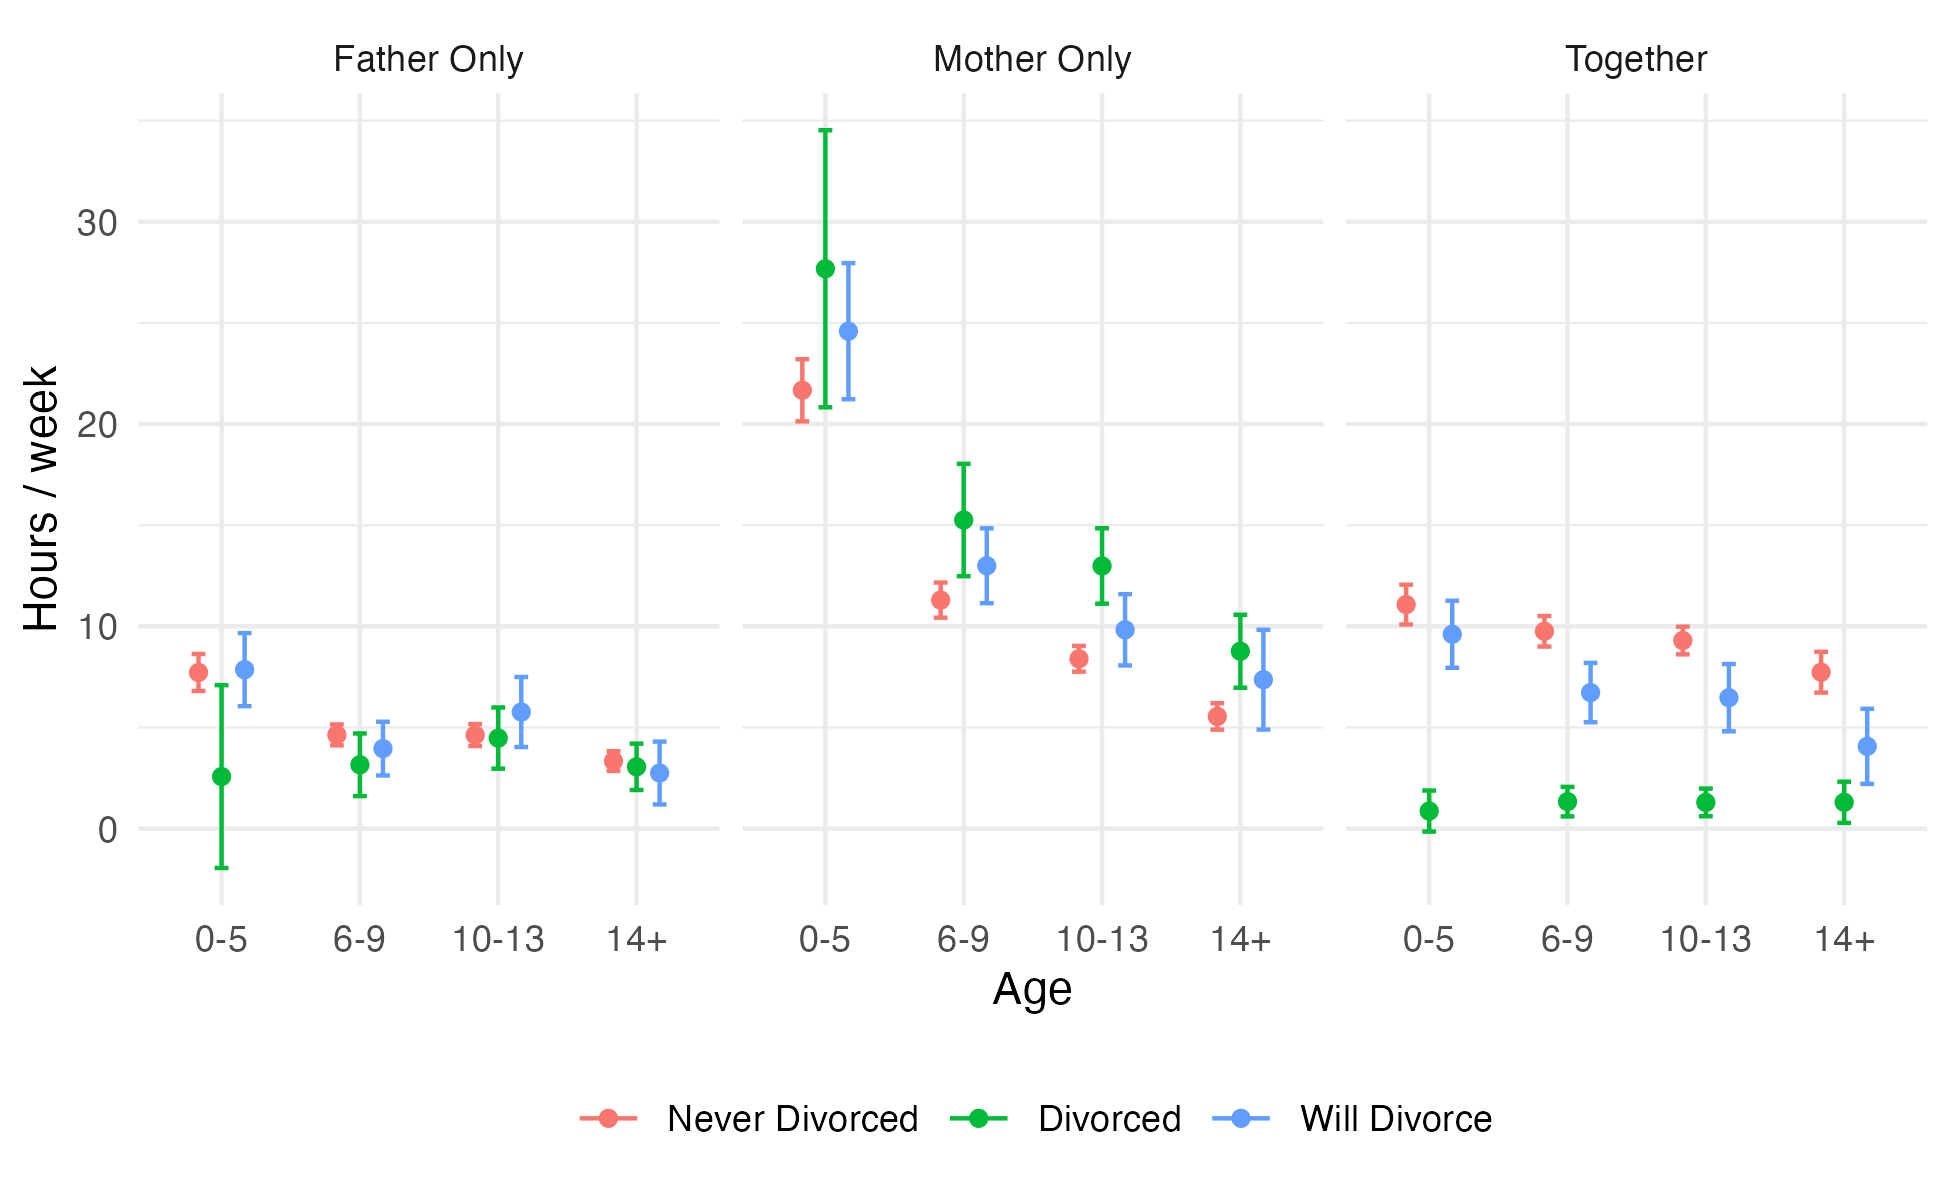 Father Only Mother Only Together
30
20
10
0
Hours / week
0-5 6-9 10-13 14+ 0-5 6-9 10-13 14+ 0-5 6-9 10-13 14+
Age
Never Divorced Divorced Will Divorce